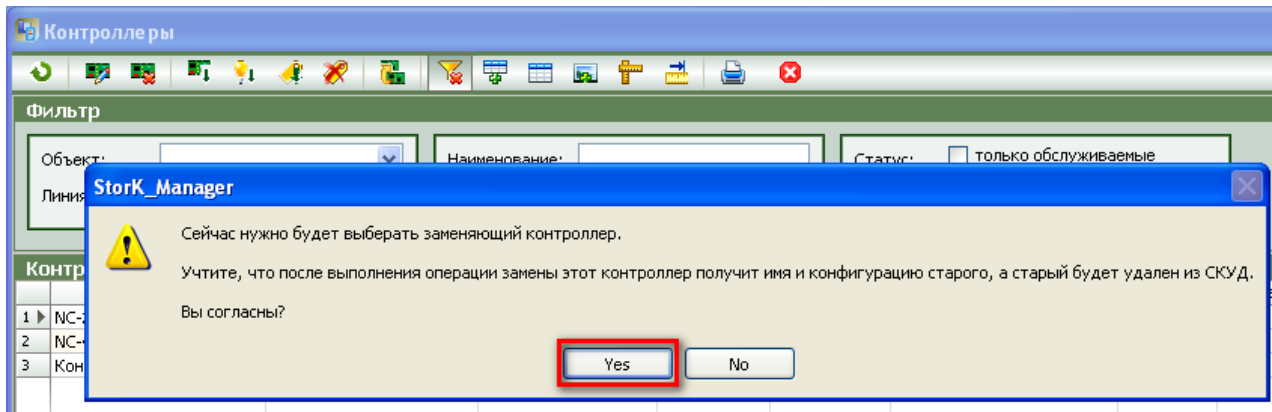 Контроллеры
Фильтр
Объект:
Наименование:
Статус:
только обслуживаемые
Линия
StorK_Manager
Сейчас нужно будет выберать заменяющий контроллер.
Учтите, что после выполнения операции замены этот контроллер получит имя и конфигурацию старого, а старый будет удален из СКУД.
Вы согласны?
Yes
No
Контр
1 NC-
2 NC-
3 Кон